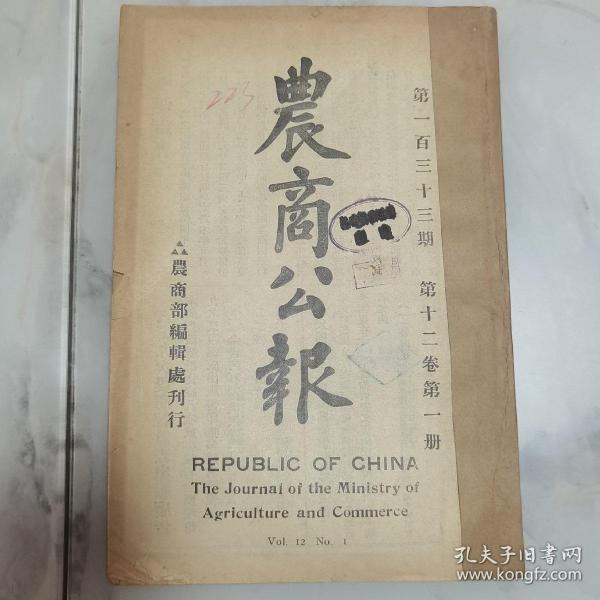 第一百三十三期 第十二卷第一册
223
農商公報
農商部編輯處刊行
REPUBLIC OF CHINA
The Journal of the Ministry of
Agriculture and Commerce
Vol. 12 No. 1
孔夫子旧书网
www.kongfz.com